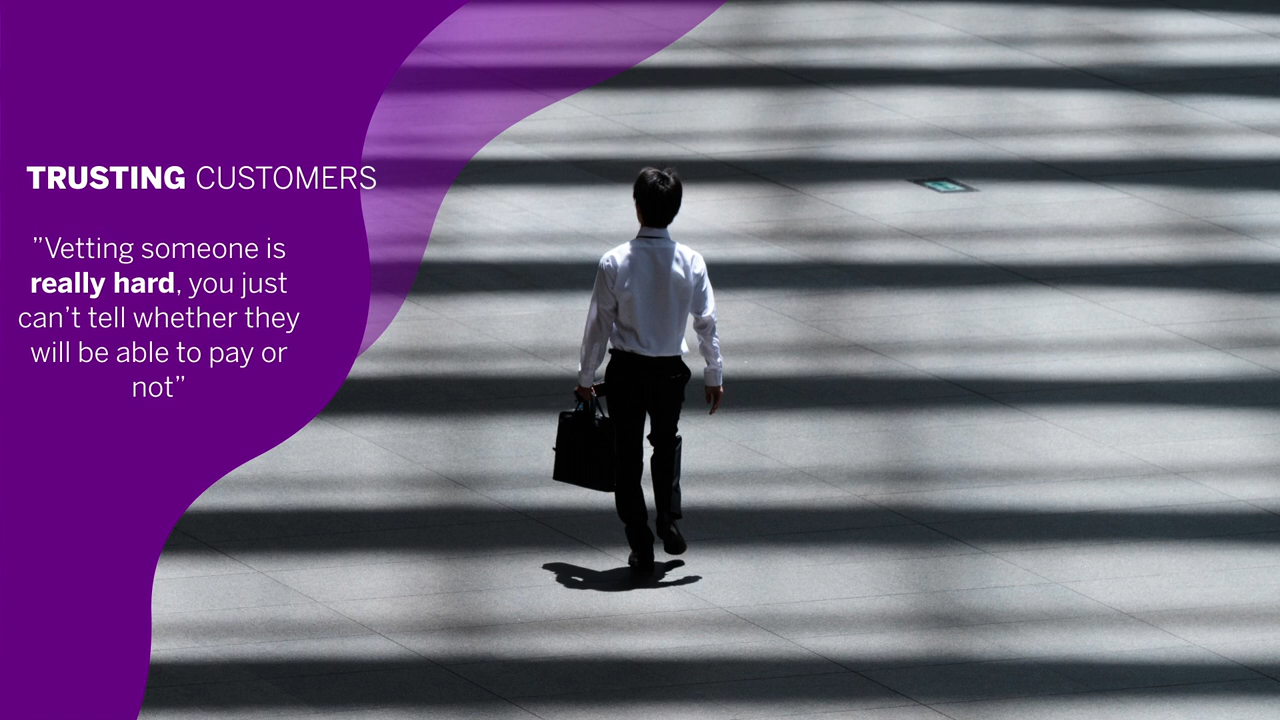 TRUSTING CUSTOMERS
”Vetting someone is
really hard, you just
can’t tell whether they
will be able to pay or
not”